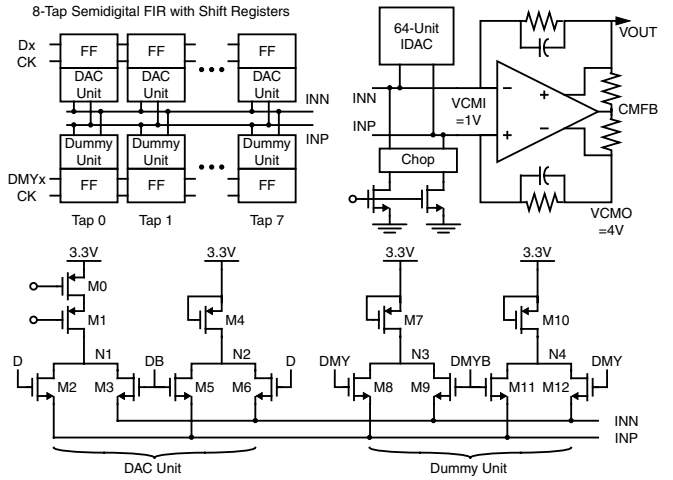 8-Tap Semidigital FIR with Shift Registers
Dx
CK
FF
FF
FF
DAC
Unit
DAC
Unit
DAC
Unit
INN
INP
Dummy
Unit
Dummy
Unit
Dummy
Unit
DMYx
CK
FF
FF
FF
Tap 0
Tap 1
Tap 7
64-Unit
IDAC
VOUT
INN
VCMI
=1V
INP
CMFB
Chop
VCMO
=4V
− +
+ −
3.3V
3.3V
3.3V
3.3V
M0
M1
M4
M7
M10
D
N1
DB
N2
D
DMY
N3
DMYB
N4
DMY
M2
M3
M5
M6
M8
M9
M11
M12
INN
INP
DAC Unit
Dummy Unit